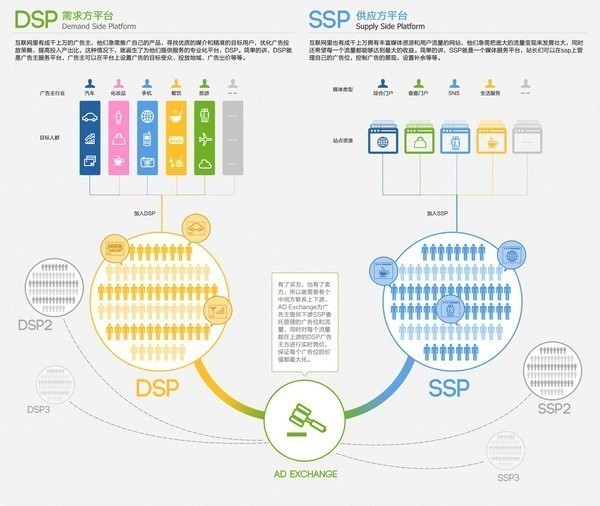 DSP 需求方平台
Demand Side Platform
互联网里有成千上万的广告主，他们急需推广自己的产品，寻找优质的媒介和精准的目标用户，优化广告投
放策略，提高投入产出比，这种情况下，就诞生了为他们提供服务的专业化平台，DSP。简单的讲，DSP就
是广告主服务平台，广告主可以在平台上设置广告的目标受众、投放地域、广告出价等等。
广告主行业
汽车
化妆品
手机
餐饮
旅游
目标人群
加入DSP
SSP 供应方平台
Supply Side Platform
互联网里也有成千上万拥有丰富媒体资源和用户流量的网站，他们急需把庞大的流量变现来发展壮大，同时
还希望每一个流量都能够达到最大的收益。简单的讲，SSP就是一个媒体服务平台，站长们可以在ssp上管
理自己的广告位，控制广告的展现，设置补余等等。
媒体类型
综合门户
垂直门户
SNS
生活服务
站点资源
加入SSP
有了买方，也有了卖
方，所以就需要有个
中间方联系上下游。
AD Exchange为广
告主提供下游SSP委
托管理的广告位和流
量，同时对每个流量
都在上游的DSP广告
主方进行实时竞价，
保证每个广告位的价
值都最大化。
DSP2
DSP3
DSP
SSP
SSP2
SSP3
AD EXCHANGE